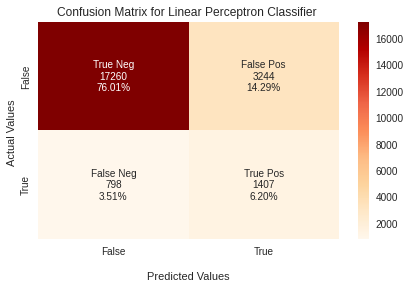 Confusion Matrix for Linear Perceptron Classifier
True Neg
17260
76.01%
False Pos
3244
14.29%
False Neg
798
3.51%
True Pos
1407
6.20%
False
True
Actual Values
False
True
Predicted Values
16000
14000
12000
10000
8000
6000
4000
2000